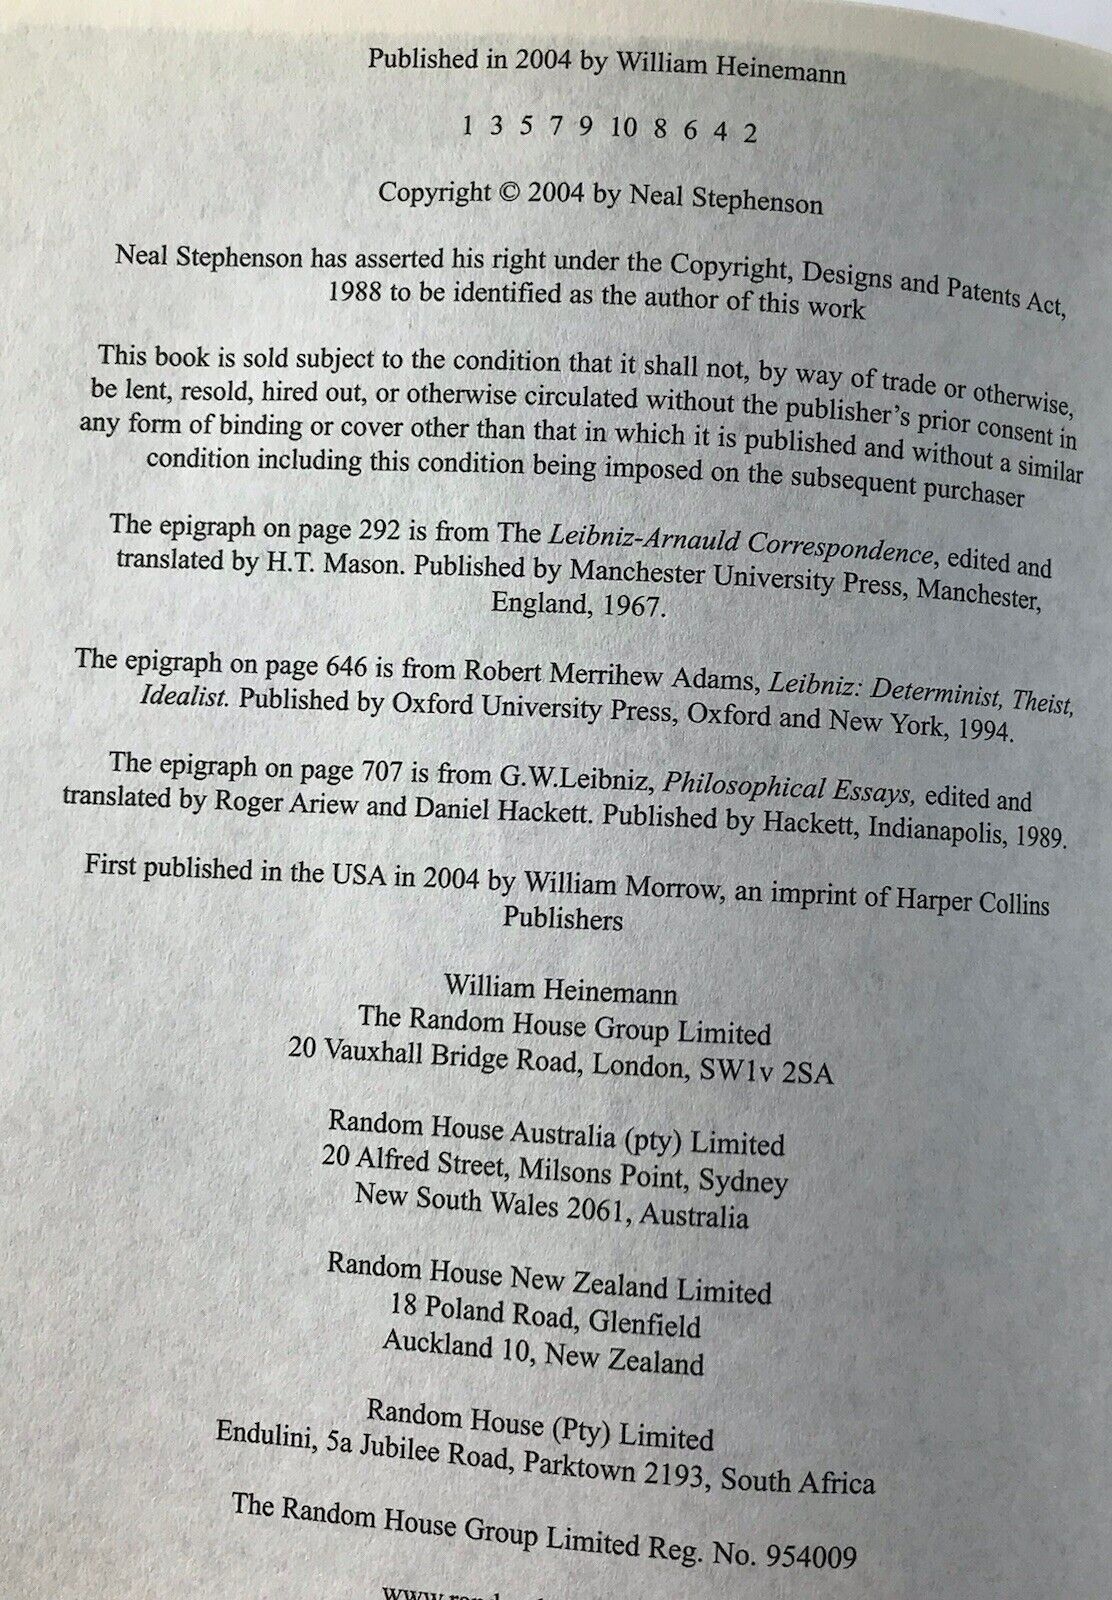 Published in 2004 by William Heinemann
1 3 5 7 9 10 8 6 4 2
Copyright © 2004 by Neal Stephenson
Neal Stephenson has asserted his right under the Copyright, Designs and Patents Act,
1988 to be identified as the author of this work
This book is sold subject to the condition that it shall not, by way of trade or otherwise,
be lent, resold, hired out, or otherwise circulated without the publisher's prior consent in
any form of binding or cover other than that in which it is published and without a similar
condition including this condition being imposed on the subsequent purchaser
The epigraph on page 292 is from The Leibniz-Arnauld Correspondence, edited and
translated by H.T. Mason. Published by Manchester University Press, Manchester,
England, 1967.
The epigraph on page 646 is from Robert Merrihew Adams, Leibniz: Determinist, Theist,
Idealist. Published by Oxford University Press, Oxford and New York, 1994.
The epigraph on page 707 is from G.W.Leibniz, Philosophical Essays, edited and
translated by Roger Ariew and Daniel Hackett. Published by Hackett, Indianapolis, 1989.
First published in the USA in 2004 by William Morrow, an imprint of Harper Collins
Publishers
William Heinemann
The Random House Group Limited
20 Vauxhall Bridge Road, London, SW1v 2SA
Random House Australia (pty) Limited
20 Alfred Street, Milsons Point, Sydney
New South Wales 2061, Australia
Random House New Zealand Limited
18 Poland Road, Glenfield
Auckland 10, New Zealand
Random House (Pty) Limited
Endulini, 5a Jubilee Road, Parktown 2193, South Africa
The Random House Group Limited Reg. No. 954009